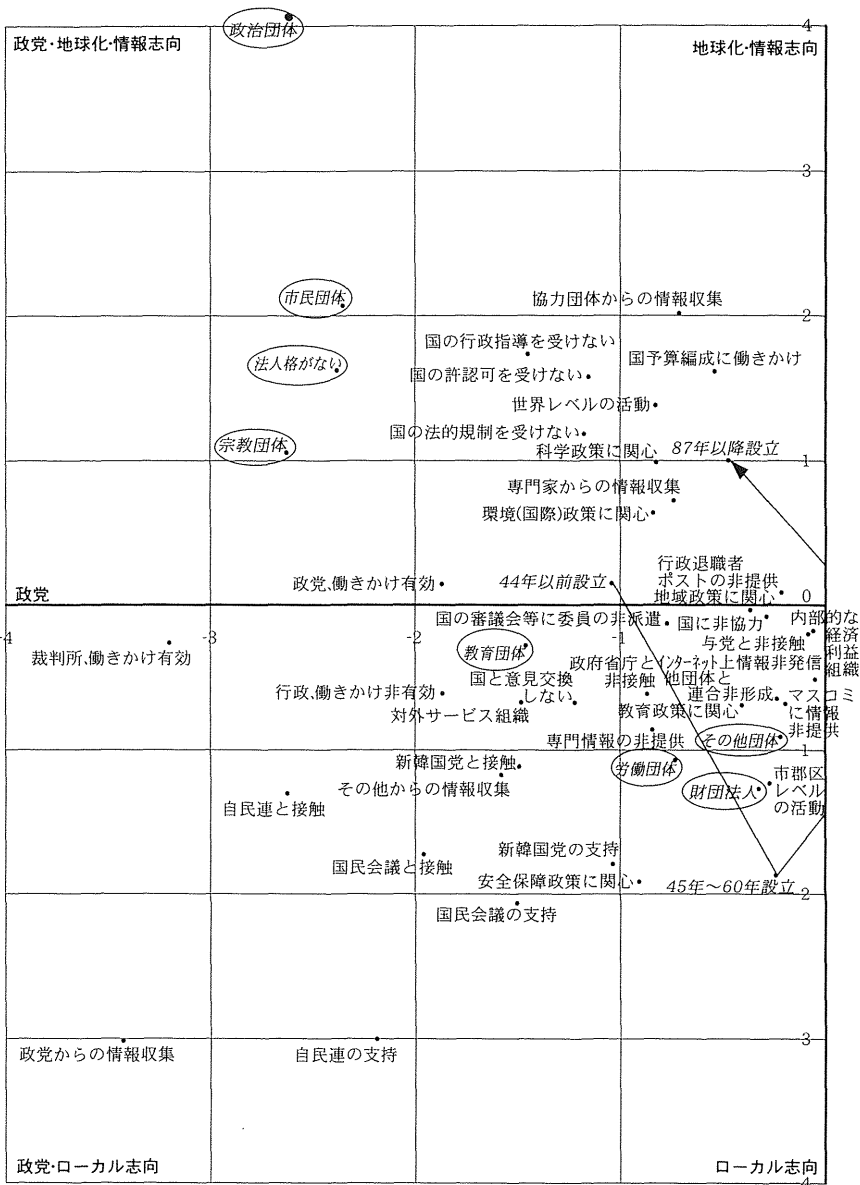 政治団体
4
政党・地球化・情報志向
地球化・情報志向
3
市民団体
協力団体からの情報収集
2
国の行政指導を受けない
法人格がない
国予算編成に働きかけ
国の許認可を受けない
世界レベルの活動
国の法的規制を受けない
宗教団体
科学政策に関心
87年以降設立
1
専門家からの情報収集
環境(国際)政策に関心
行政退職者
ポストの非提供
政党、働きかけ有効
44年以前設立
地域政策に関心
政党
0
国の審議会等に委員の非派遣
国に非協力
内部的な
経済
利益
組織
-4
-3
-2
-1
与党と非接触
裁判所、働きかけ有効
教育団体
政府省庁と
非接触
インターネット上情報非発信
国と意見交換
しない
他団体と
連合非形成
行政、働きかけ非有効
マスコミ
に情報
非提供
対外サービス組織
教育政策に関心
専門情報の非提供
その他団体
1
新韓国党と接触
労働団体
市郡区
レベル
の活動
その他からの情報収集
財団法人
自民連と接触
新韓国党の支持
国民会議と接触
安全保障政策に関心
45年～60年設立
2
国民会議の支持
3
政党からの情報収集
自民連の支持
政党・ローカル志向
ローカル志向
4